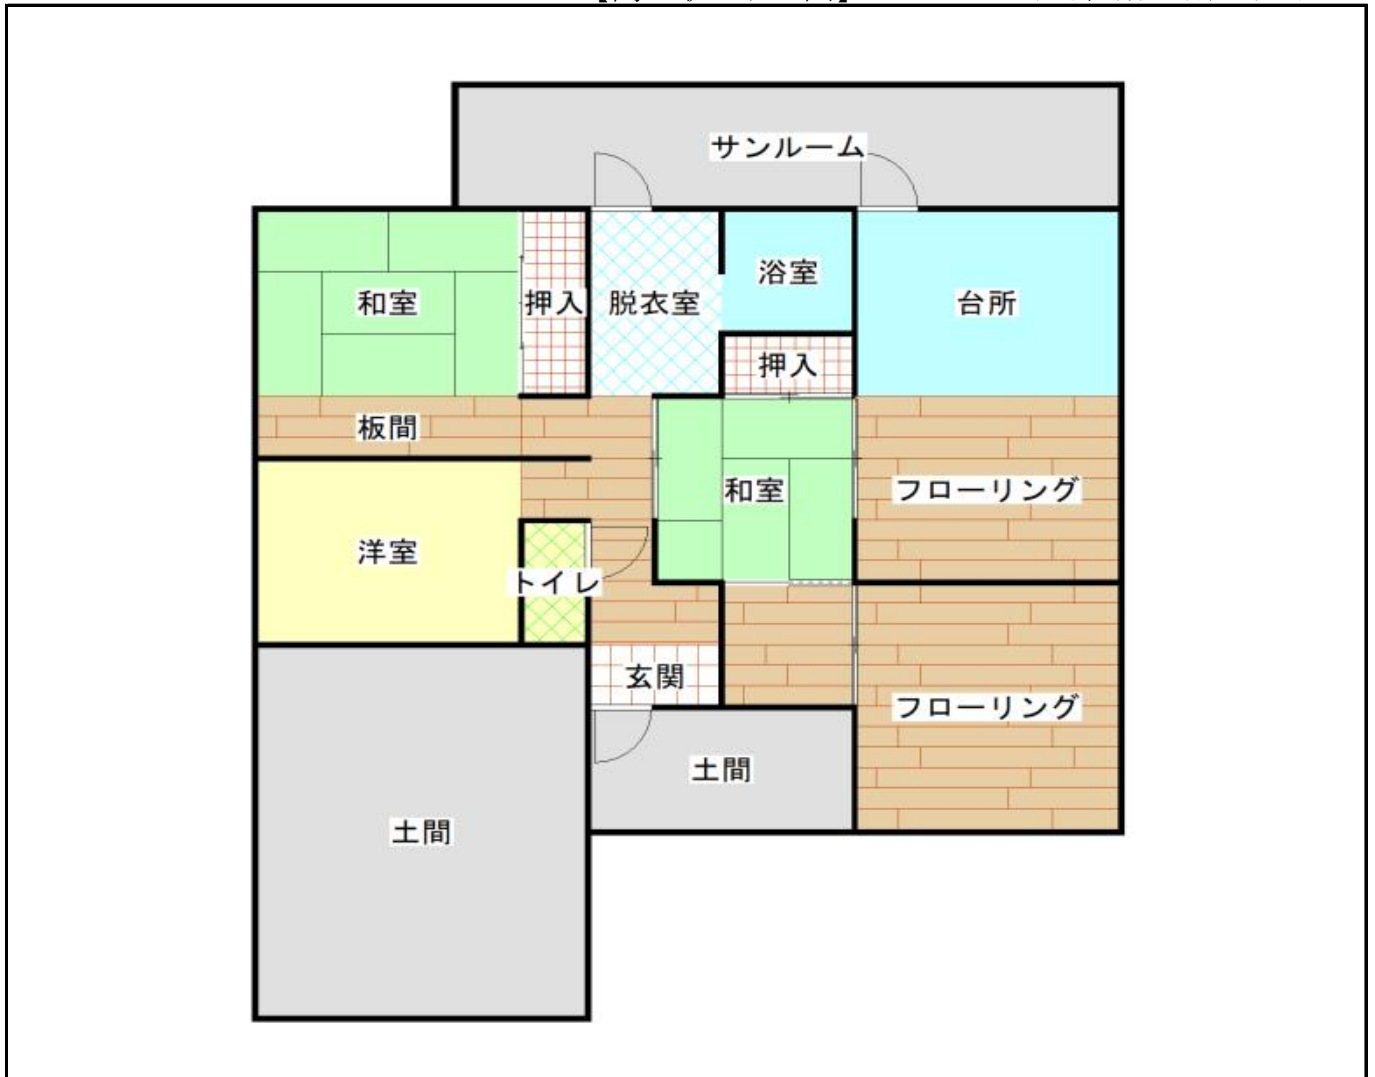 サンルーム
和室
押入
脱衣室
浴室
台所
押入
板間
和室
フローリング
洋室
トイレ
玄関
フローリング
土間
土間